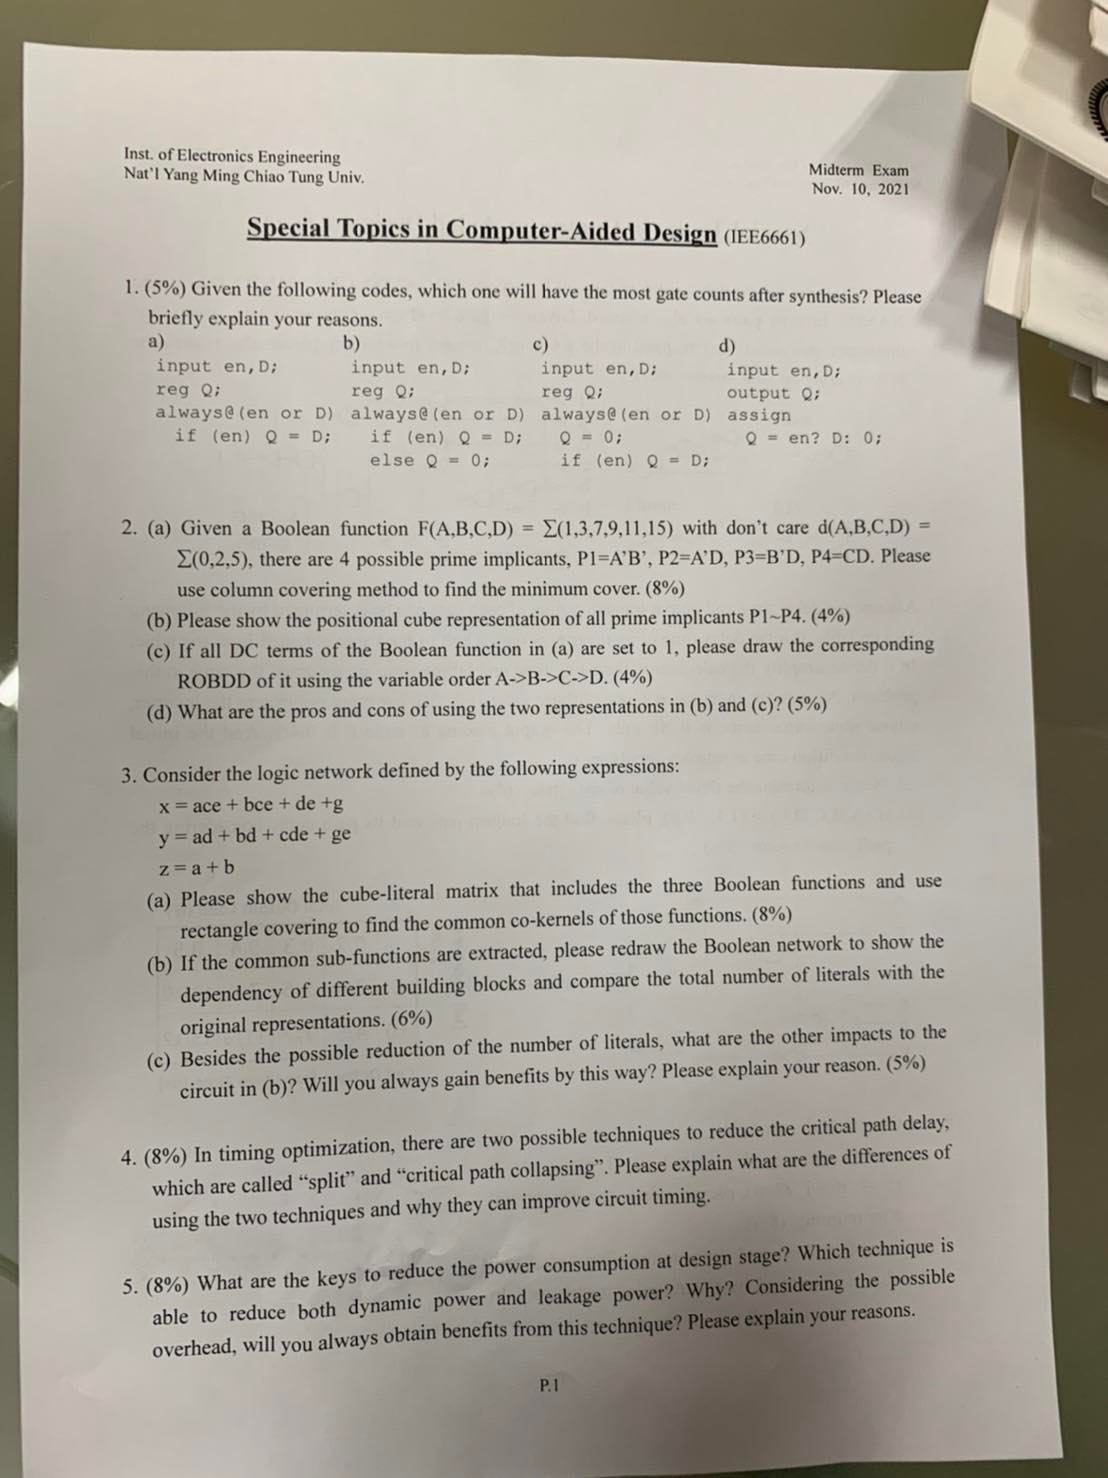 Inst. of Electronics Engineering
Nat'l Yang Ming Chiao Tung Univ.
Midterm Exam
Nov. 10, 2021
Special Topics in Computer-Aided Design (IEE6661)
1. (5%) Given the following codes, which one will have the most gate counts after synthesis? Please
briefly explain your reasons.
a) b) c) d)
input en,D; input en,D; input en,D; input en,D;
reg Q; reg Q; reg Q; output Q;
always@(en or D) always@(en or D) always@(en or D) assign
if (en) Q = D; if (en) Q = D; Q = 0; Q = en? D: 0;
else Q = 0; if (en) Q = D;
2. (a) Given a Boolean function F(A,B,C,D) = ∑(1,3,7,9,11,15) with don't care d(A,B,C,D) =
∑(0,2,5), there are 4 possible prime implicants, P1=A'B', P2=A'D, P3=B'D, P4=CD. Please
use column covering method to find the minimum cover. (8%)
(b) Please show the positional cube representation of all prime implicants P1~P4. (4%)
(c) If all DC terms of the Boolean function in (a) are set to 1, please draw the corresponding
ROBDD of it using the variable order A->B->C->D. (4%)
(d) What are the pros and cons of using the two representations in (b) and (c)? (5%)
3. Consider the logic network defined by the following expressions:
x = ace + bce + de +g
y = ad + bd + cde + ge
z = a + b
(a) Please show the cube-literal matrix that includes the three Boolean functions and use
rectangle covering to find the common co-kernels of those functions. (8%)
(b) If the common sub-functions are extracted, please redraw the Boolean network to show the
dependency of different building blocks and compare the total number of literals with the
original representations. (6%)
(c) Besides the possible reduction of the number of literals, what are the other impacts to the
circuit in (b)? Will you always gain benefits by this way? Please explain your reason. (5%)
4. (8%) In timing optimization, there are two possible techniques to reduce the critical path delay,
which are called "split" and "critical path collapsing". Please explain what are the differences of
using the two techniques and why they can improve circuit timing.
5. (8%) What are the keys to reduce the power consumption at design stage? Which technique is
able to reduce both dynamic power and leakage power? Why? Considering the possible
overhead, will you always obtain benefits from this technique? Please explain your reasons.
P.1